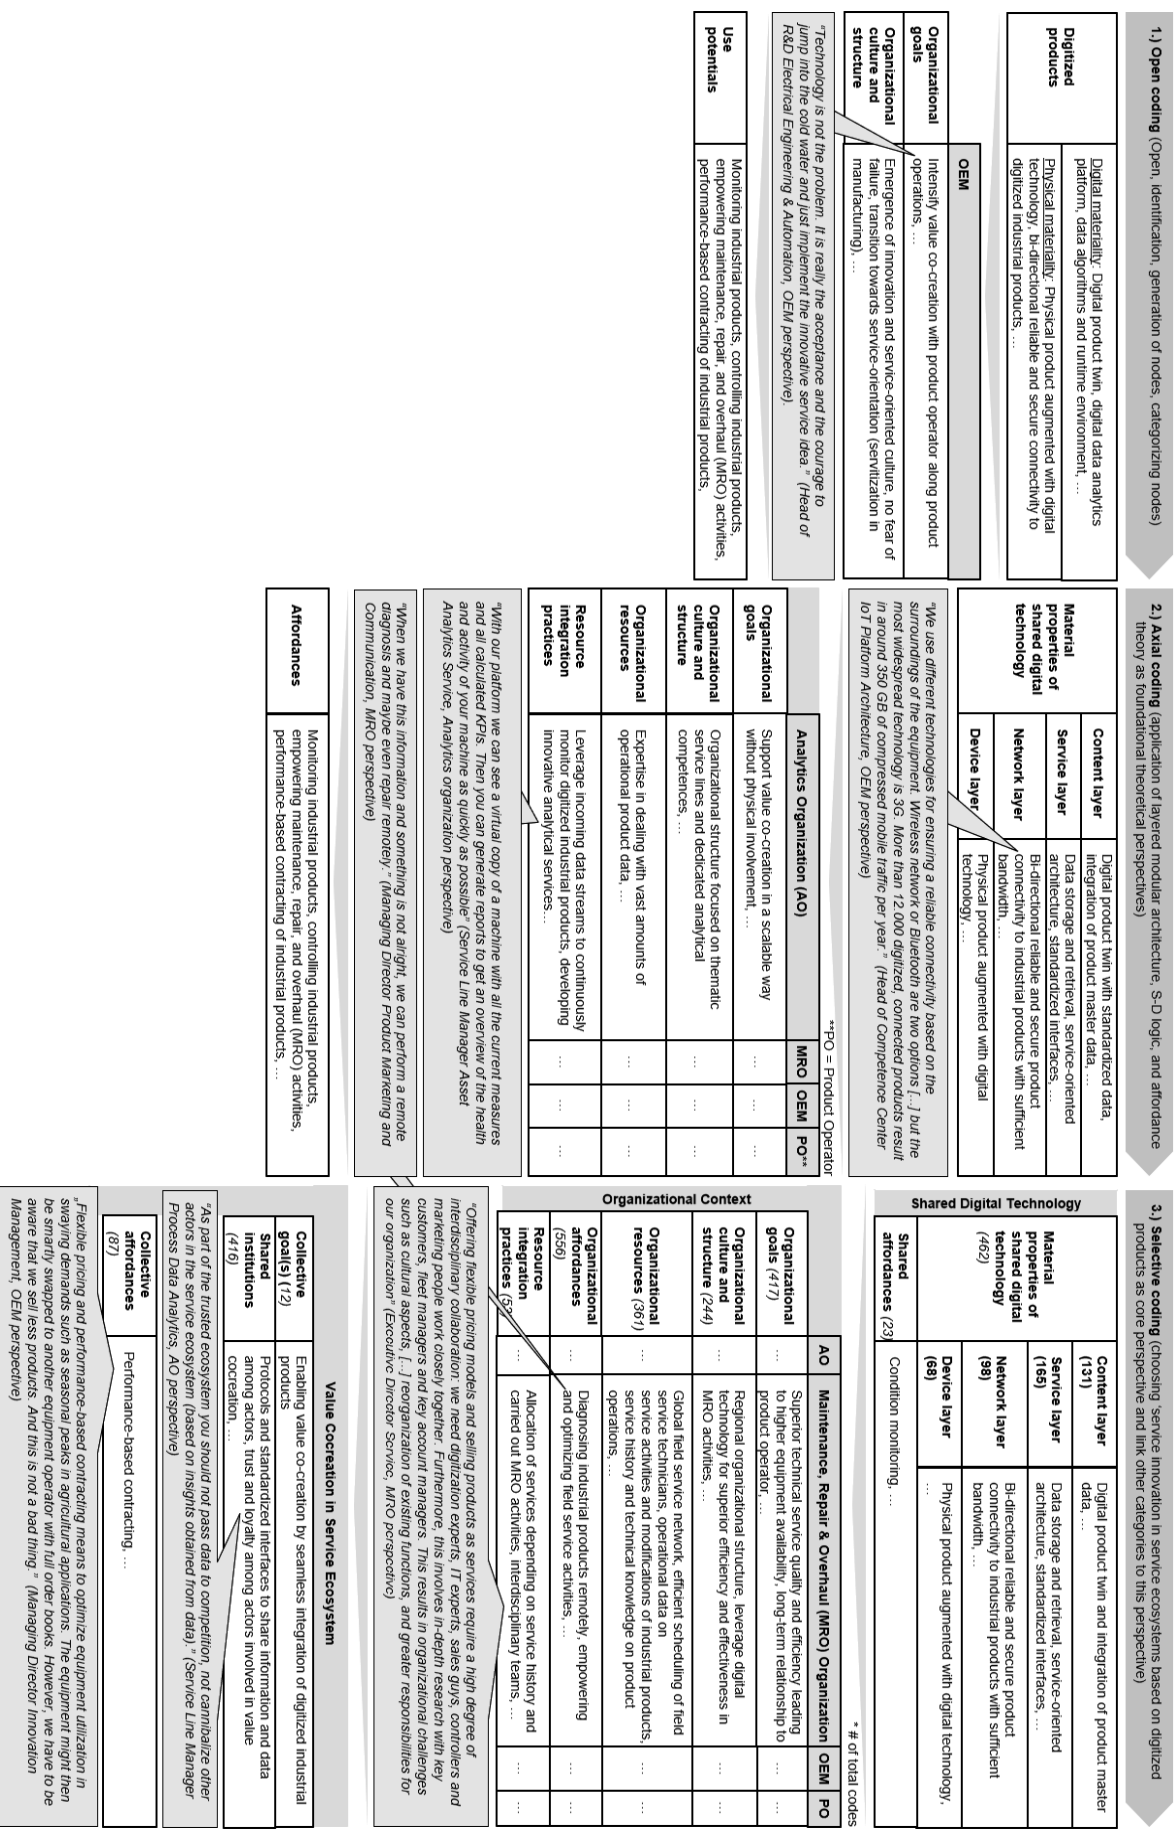 1.) Open coding (Open, identification, generation of nodes, categorizing nodes)
Digitized
products
Digital materiality: Digital product twin, digital data analytics
platform, data algorithms and runtime environment, …
Physical materiality: Physical product augmented with digital
technology, bi-directional reliable and secure connectivity to
digitized industrial products, …
OEM
Organizational
goals
Intensify value co-creation with product operator along product
operations, …
Organizational
culture and
structure
Emergence of innovation and service-oriented culture, no fear of
failure, transition towards service-orientation (servitization in
manufacturing), …
“Technology is not the problem. It is really the acceptance and the courage to
jump into the cold water and just implement the innovative service idea.” (Head of
R&D Electrical Engineering & Automation, OEM perspective).
Use
potentials
Monitoring industrial products, controlling industrial products,
empowering maintenance, repair, and overhaul (MRO) activities,
performance-based contracting of industrial products,
2.) Axial coding (application of layered modular architecture, S-D logic, and affordance
theory as foundational theoretical perspectives)
Material
properties of
shared digital
technology
Content layer
Digital product twin with standardized data,
integration of product master data, …
Service layer
Data storage and retrieval, service-oriented
architecture, standardized interfaces, …
Network layer
Bi-directional reliable and secure product
connectivity to industrial products with sufficient
bandwidth, …
Device layer
Physical product augmented with digital
technology, …
“We use different technologies for ensuring a reliable connectivity based on the
surroundings of the equipment. Wireless network or Bluetooth are two options [...] but the
most widespread technology is 3G. More than 12.000 digitized, connected products result
in around 350 GB of compressed mobile traffic per year.” (Head of Competence Center
IoT Platform Architecture, OEM perspective)
**PO = Product Operator
Analytics Organization (AO)
MRO
OEM
PO**
Organizational
goals
Support value co-creation in a scalable way
without physical involvement, …
…
…
…
Organizational
culture and
structure
Organizational structure focused on thematic
service lines and dedicated analytical
competences, …
…
…
…
Organizational
resources
Expertise in dealing with vast amounts of
operational product data, …
…
…
…
Resource
integration
practices
Leverage incoming data streams to continuously
monitor digitized industrial products, developing
innovative analytical services…
…
…
…
“With our platform we can see a virtual copy of a machine with all the current measures
and all calculated KPIs. Then you can generate reports to get an overview of the health
and activity of your machine as quickly as possible” (Service Line Manager Asset
Analytics Service, Analytics organization perspective)
“When we have this information and something is not alright, we can perform a remote
diagnosis and maybe even repair remotely.” (Managing Director Product Marketing and
Communication, MRO perspective)
Affordances
Monitoring industrial products, controlling industrial products,
empowering maintenance, repair, and overhaul (MRO) activities,
performance-based contracting of industrial products, …
3.) Selective coding (choosing ‘service innovation in service ecosystems based on digitized
products as core perspective and link other categories to this perspective)
Shared Digital Technology
Material
properties of
shared digital
technology
(462)
Content layer
(131)
Digital product twin and integration of product master
data, …
Service layer
(165)
Data storage and retrieval, service-oriented
architecture, standardized interfaces, …
Network layer
(98)
Bi-directional reliable and secure product
connectivity to industrial products with sufficient
bandwidth, …
Device layer
(68)
Physical product augmented with digital technology,
…
Shared
affordances (23)
Condition monitoring, …
* # of total codes
Organizational Context
AO
Maintenance, Repair & Overhaul (MRO) Organization
OEM
PO
Organizational
goals (417)
…
Superior technical service quality and efficiency leading
to higher equipment availability, long-term relationship to
product operator, …
…
…
Organizational
culture and
structure (244)
…
Regional organizational structure, leverage digital
technology for superior efficiency and effectiveness in
MRO activities, …
…
…
Organizational
resources (361)
…
Global field service network, efficient scheduling of field
service technicians, operational data on
service activities and modifications of industrial products,
service history and technical knowledge on product
operations, …
…
…
Organizational
affordances
(556)
…
Diagnosing industrial products remotely, empowering
and optimizing field service activities, …
…
…
Resource
integration
practices
…
Allocation of services depending on service history and
carried out MRO activities, interdisciplinary teams, …
…
…
“Offering flexible pricing models and selling products as services require a high degree of
interdisciplinary collaboration: we need digitization experts, IT experts, sales guys, controllers and
marketing people work closely together. Furthermore, this involves in-depth research with key
customers, fleet managers and key account managers. This results in organizational challenges
such as cultural aspects, [...] reorganization of existing functions, and greater responsibilities for
our organization” (Executive Director Service, MRO perspective)
Value Cocreation in Service Ecosystem
Collective
goal(s) (12)
Enabling value co-creation by seamless integration of digitized industrial
products
Shared
institutions
(416)
Protocols and standardized interfaces to share information and data
among actors, trust and loyalty among actors involved in value
cocreation, …
“As part of the trusted ecosystem you should not pass data to competition, not cannibalize other
actors in the service ecosystem (based on insights obtained from data).” (Service Line Manager
Process Data Analytics, AO perspective)
Collective
affordances
(87)
Performance-based contracting, …
„Flexible pricing and performance-based contracting means to optimize equipment utilization in
swaying demands such as seasonal peaks in agricultural applications. The equipment might then
be smartly swapped to another equipment operator with full order books. However, we have to be
aware that we sell less products. And this is not a bad thing.” (Managing Director Innovation
Management, OEM perspective)